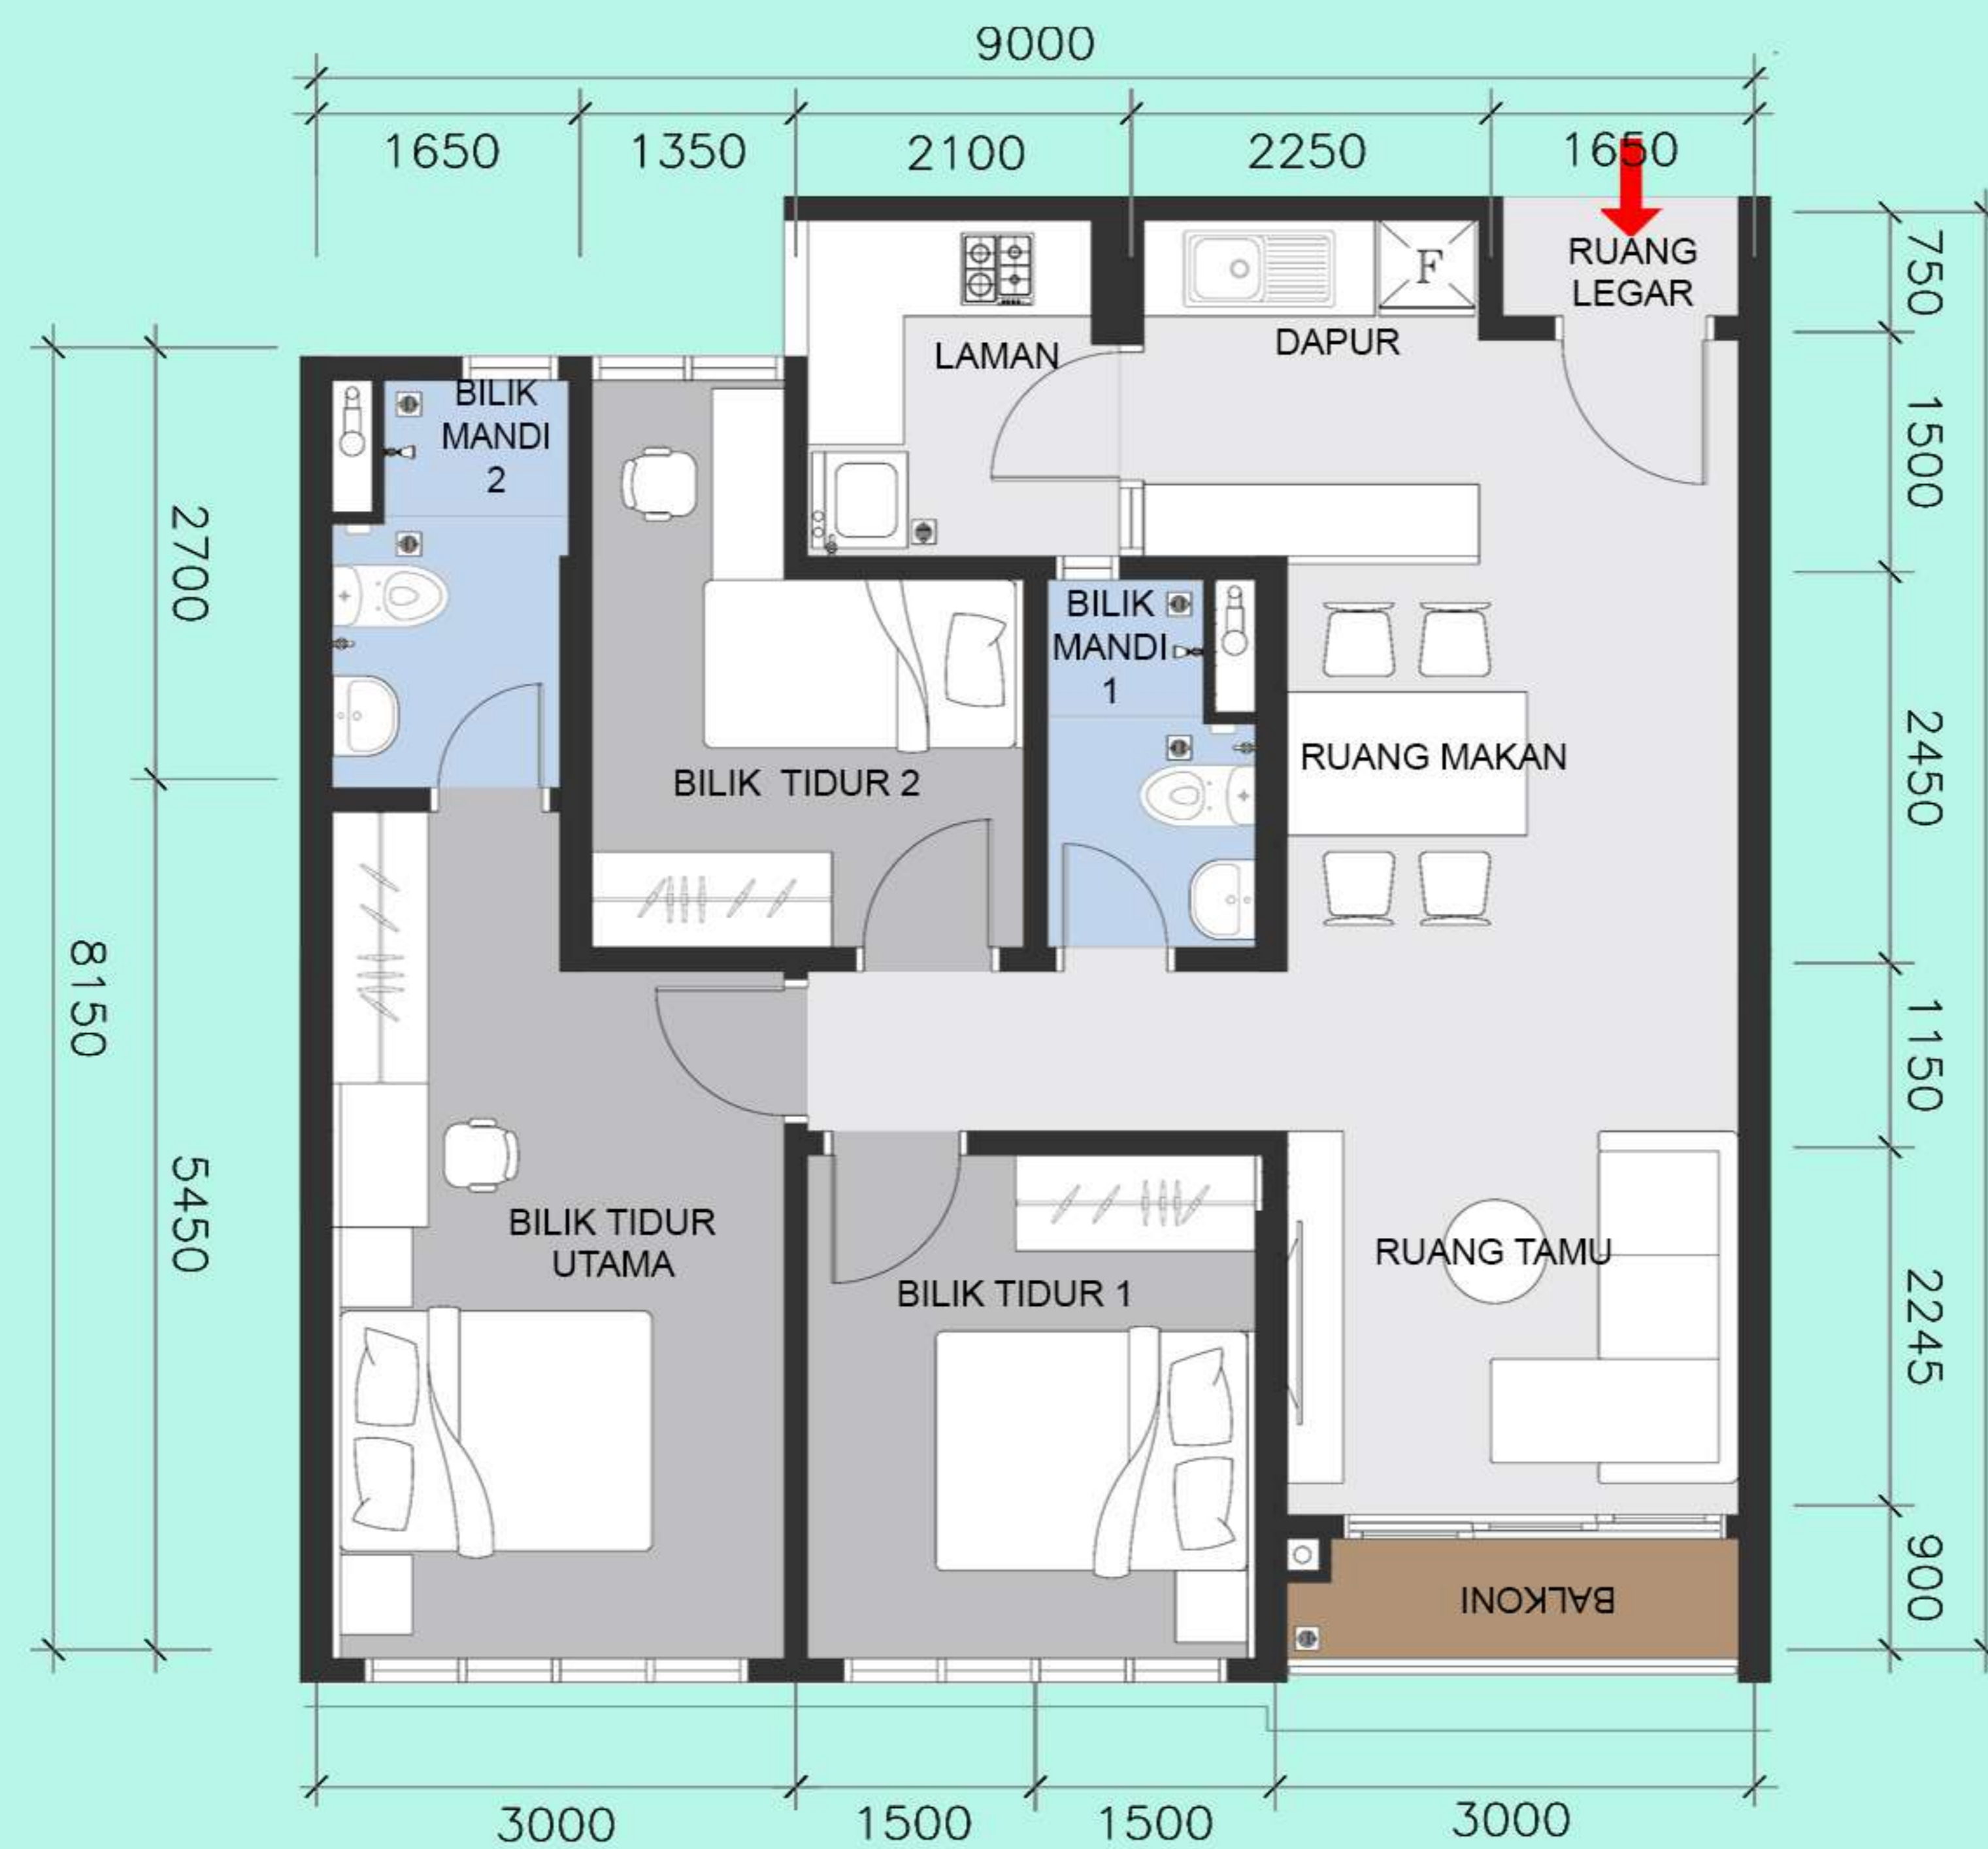 9000
1650
1350
2100
2250
1650
RUANG
LEGAR
F
DAPUR
LAMAN
BILIK
MANDI
2
BILIK
MANDI
1
RUANG MAKAN
BILIK TIDUR 2
BILIK TIDUR
UTAMA
BILIK TIDUR 1
RUANG TAMU
BALKONI
2700
8150
5450
750
1500
2450
1150
2245
900
3000
1500
1500
3000